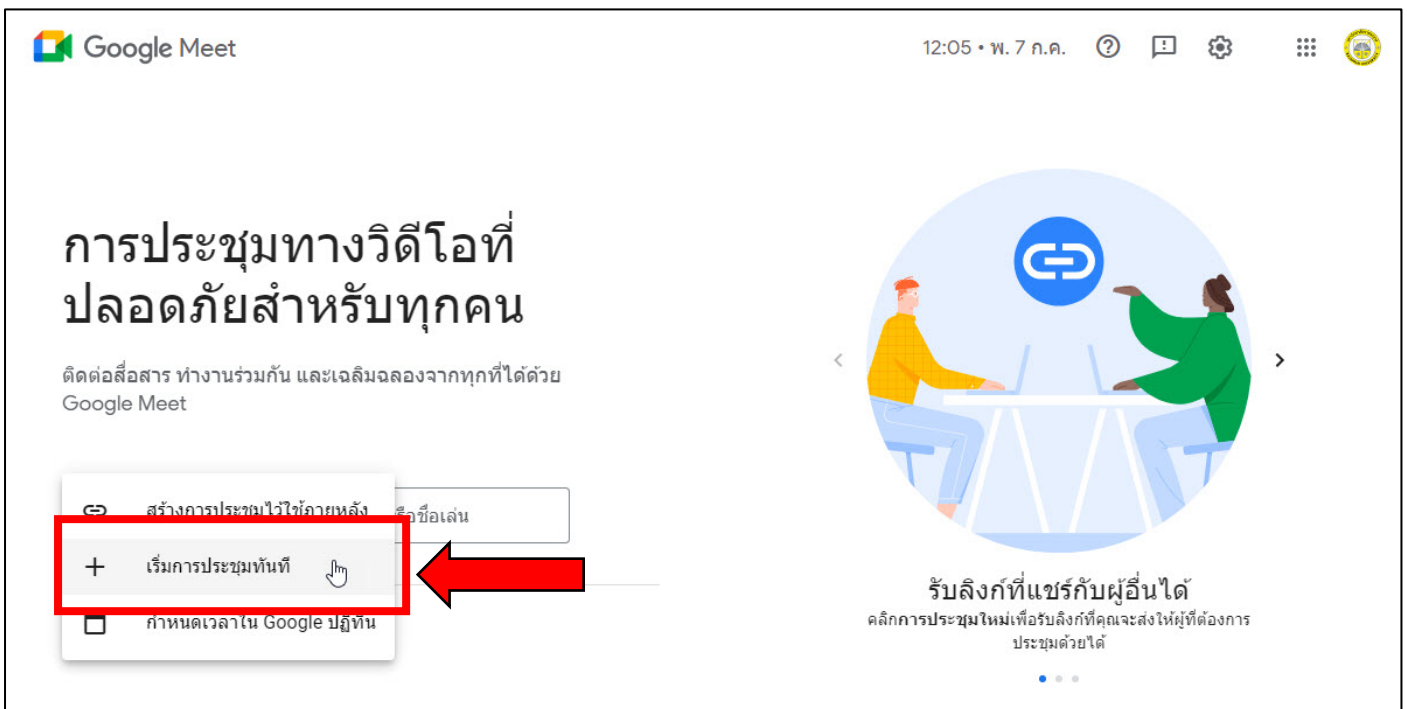 Google Meet
12:05 • พ. 7 ก.ค.
การประชุมทางวิดีโอที่
ปลอดภัยสำหรับทุกคน
ติดต่อสื่อสาร ทำงานร่วมกัน และเฉลิมฉลองจากทุกที่ได้ด้วย
Google Meet
สร้างการประชุมไว้ใช้ภายหลัง
ชื่อเล่น
เริ่มการประชุมทันที
กำหนดเวลาใน Google ปฏิทิน
รับลิงก์ที่แชร์กับผู้อื่นได้
คลิกการประชุมใหม่เพื่อรับลิงก์ที่คุณจะส่งให้ผู้ที่ต้องการ
ประชุมด้วยได้